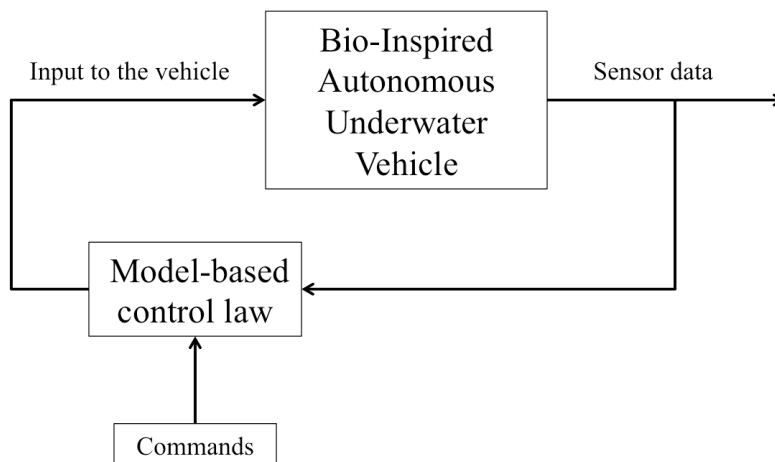 Bio-Inspired
Autonomous
Underwater
Vehicle
Input to the vehicle
Sensor data
Model-based
control law
Commands